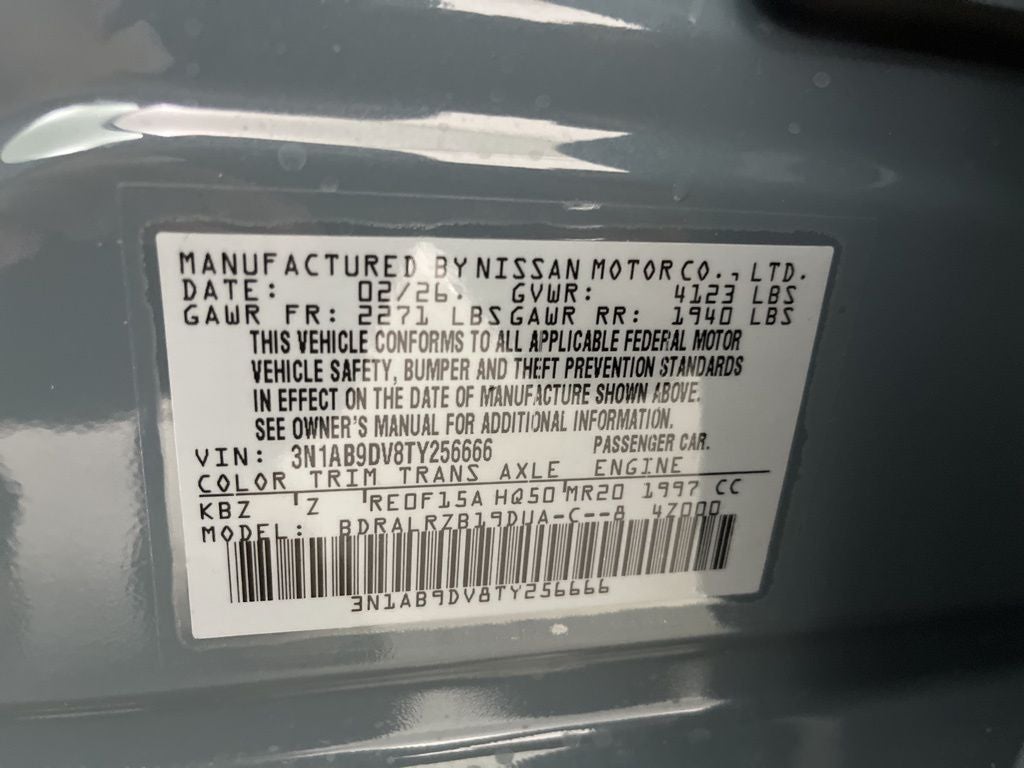 MANUFACTURED BY NISSAN MOTOR CO., LTD.
DATE: 02/26. GVWR: 4123 LBS
GAWR FR: 2271 LBS GAWR RR: 1940 LBS
THIS VEHICLE CONFORMS TO ALL APPLICABLE FEDERAL MOTOR
VEHICLE SAFETY, BUMPER AND THEFT PREVENTION STANDARDS
IN EFFECT ON THE DATE OF MANUFACTURE SHOWN ABOVE.
SEE OWNER'S MANUAL FOR ADDITIONAL INFORMATION.
VIN: 3N1AB9DV8TY256666 PASSENGER CAR.
COLOR TRIM TRANS AXLE ENGINE
KBZ Z RE0F15A HQ50 MR20 1997 CC
MODEL: BDRALRZB19DUA-C--8 4Z000
3N1AB9DV8TY256666